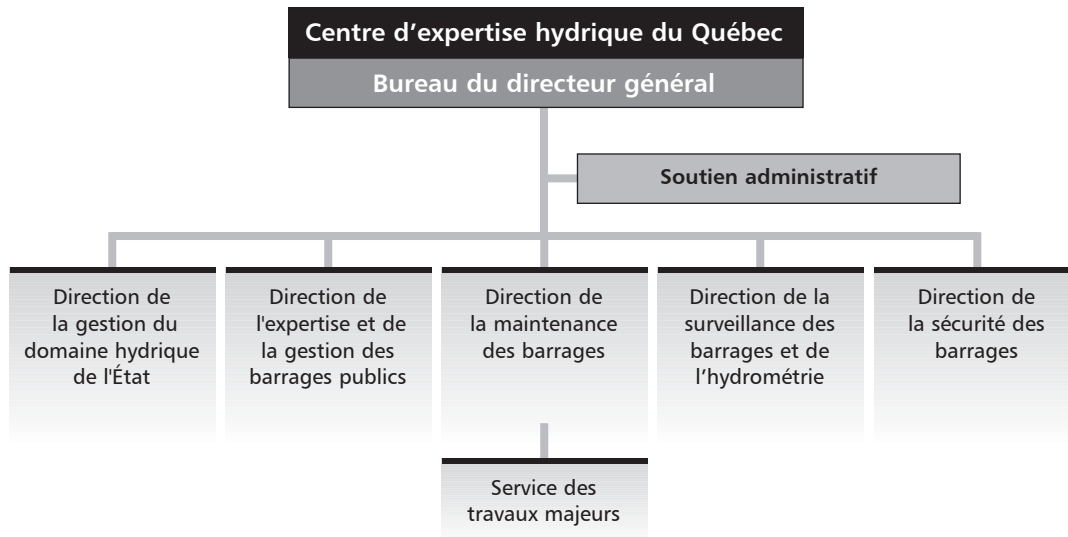 Centre d’expertise hydrique du Québec
Bureau du directeur général
Soutien administratif
Direction de
la gestion du
domaine hydrique
de l'État
Direction de
l'expertise et de
la gestion des
barrages publics
Direction de
la maintenance
des barrages
Direction de la
surveillance des
barrages et de
l’hydrométrie
Direction de
la sécurité des
barrages
Service des
travaux majeurs